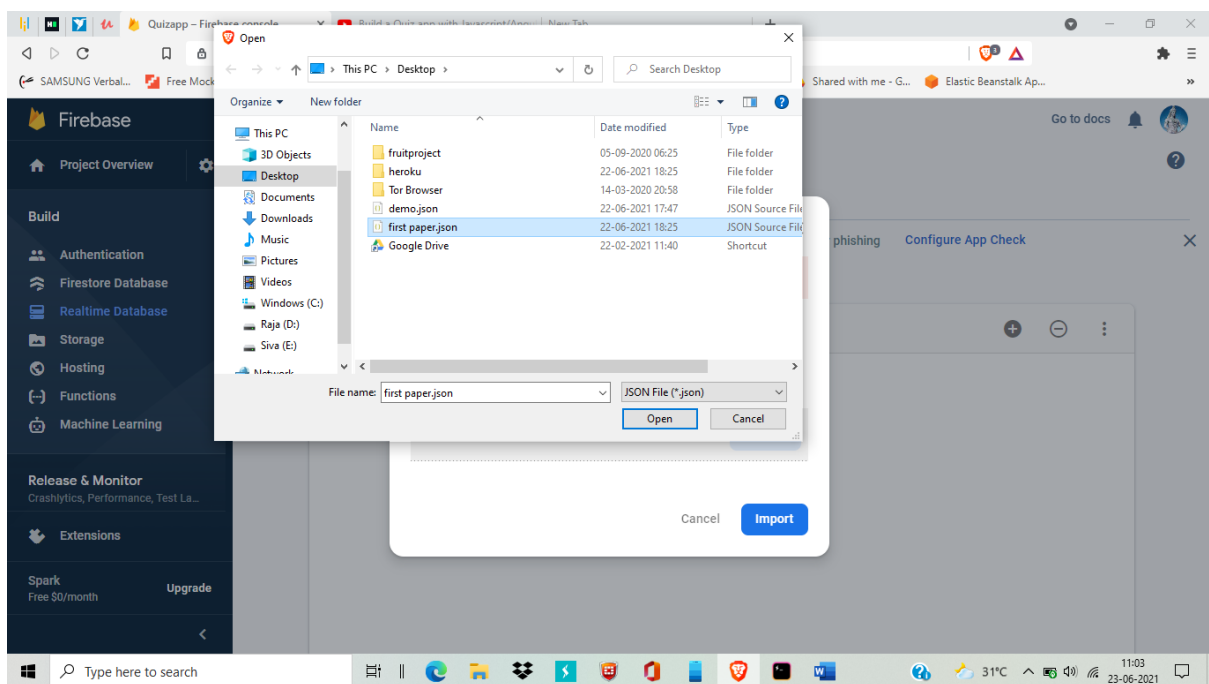 Quizapp – Firebase console
Build a Quiz app with Javascript/Angu
New Tab
Open
This PC > Desktop >
Search Desktop
SAMSUNG Verbal...
Free Mock
Shared with me - G...
Elastic Beanstalk Ap...
»
Organize
New folder
Firebase
Go to docs
This PC
Name
Date modified
Type
3D Objects
fruitproject
05-09-2020 06:25
File folder
Project Overview
Desktop
heroku
22-06-2021 18:25
File folder
Documents
Tor Browser
14-03-2020 20:58
File folder
Downloads
demo.json
22-06-2021 17:47
JSON Source File
Build
Music
first paper.json
22-06-2021 18:25
JSON Source File
Pictures
Google Drive
22-02-2021 11:40
Shortcut
phishing
Configure App Check
Authentication
Videos
Firestore Database
Windows (C:)
Realtime Database
Raja (D:)
Storage
Siva (E:)
Hosting
Network
Functions
File name:
first paper.json
JSON File (*.json)
Machine Learning
Open
Cancel
Release & Monitor
Crashlytics, Performance, Test La...
Cancel
Import
Extensions
Spark
Free $0/month
Upgrade
Type here to search
31°C
11:03
23-06-2021